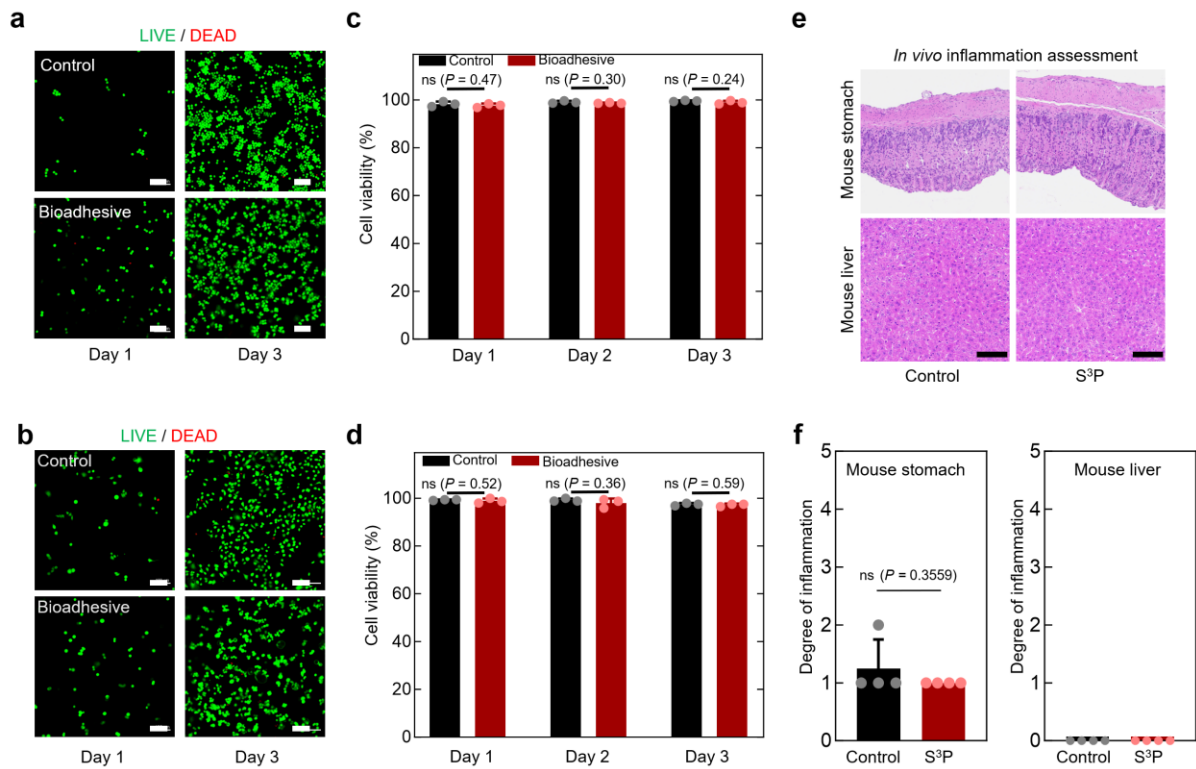 a
LIVE / DEAD
Control
Bioadhesive
Day 1
Day 3
c
Control
Bioadhesive
ns (P = 0.47)
ns (P = 0.30)
ns (P = 0.24)
Cell viability (%)
100
80
60
40
20
0
Day 1
Day 2
Day 3
e
In vivo inflammation assessment
Mouse stomach
Mouse liver
Control
S³P
b
LIVE / DEAD
Control
Bioadhesive
Day 1
Day 3
d
Control
Bioadhesive
ns (P = 0.52)
ns (P = 0.36)
ns (P = 0.59)
Cell viability (%)
100
80
60
40
20
0
Day 1
Day 2
Day 3
f
Mouse stomach
ns (P = 0.3559)
Degree of inflammation
5
4
3
2
1
0
Control
S³P
Mouse liver
Degree of inflammation
5
4
3
2
1
0
Control
S³P